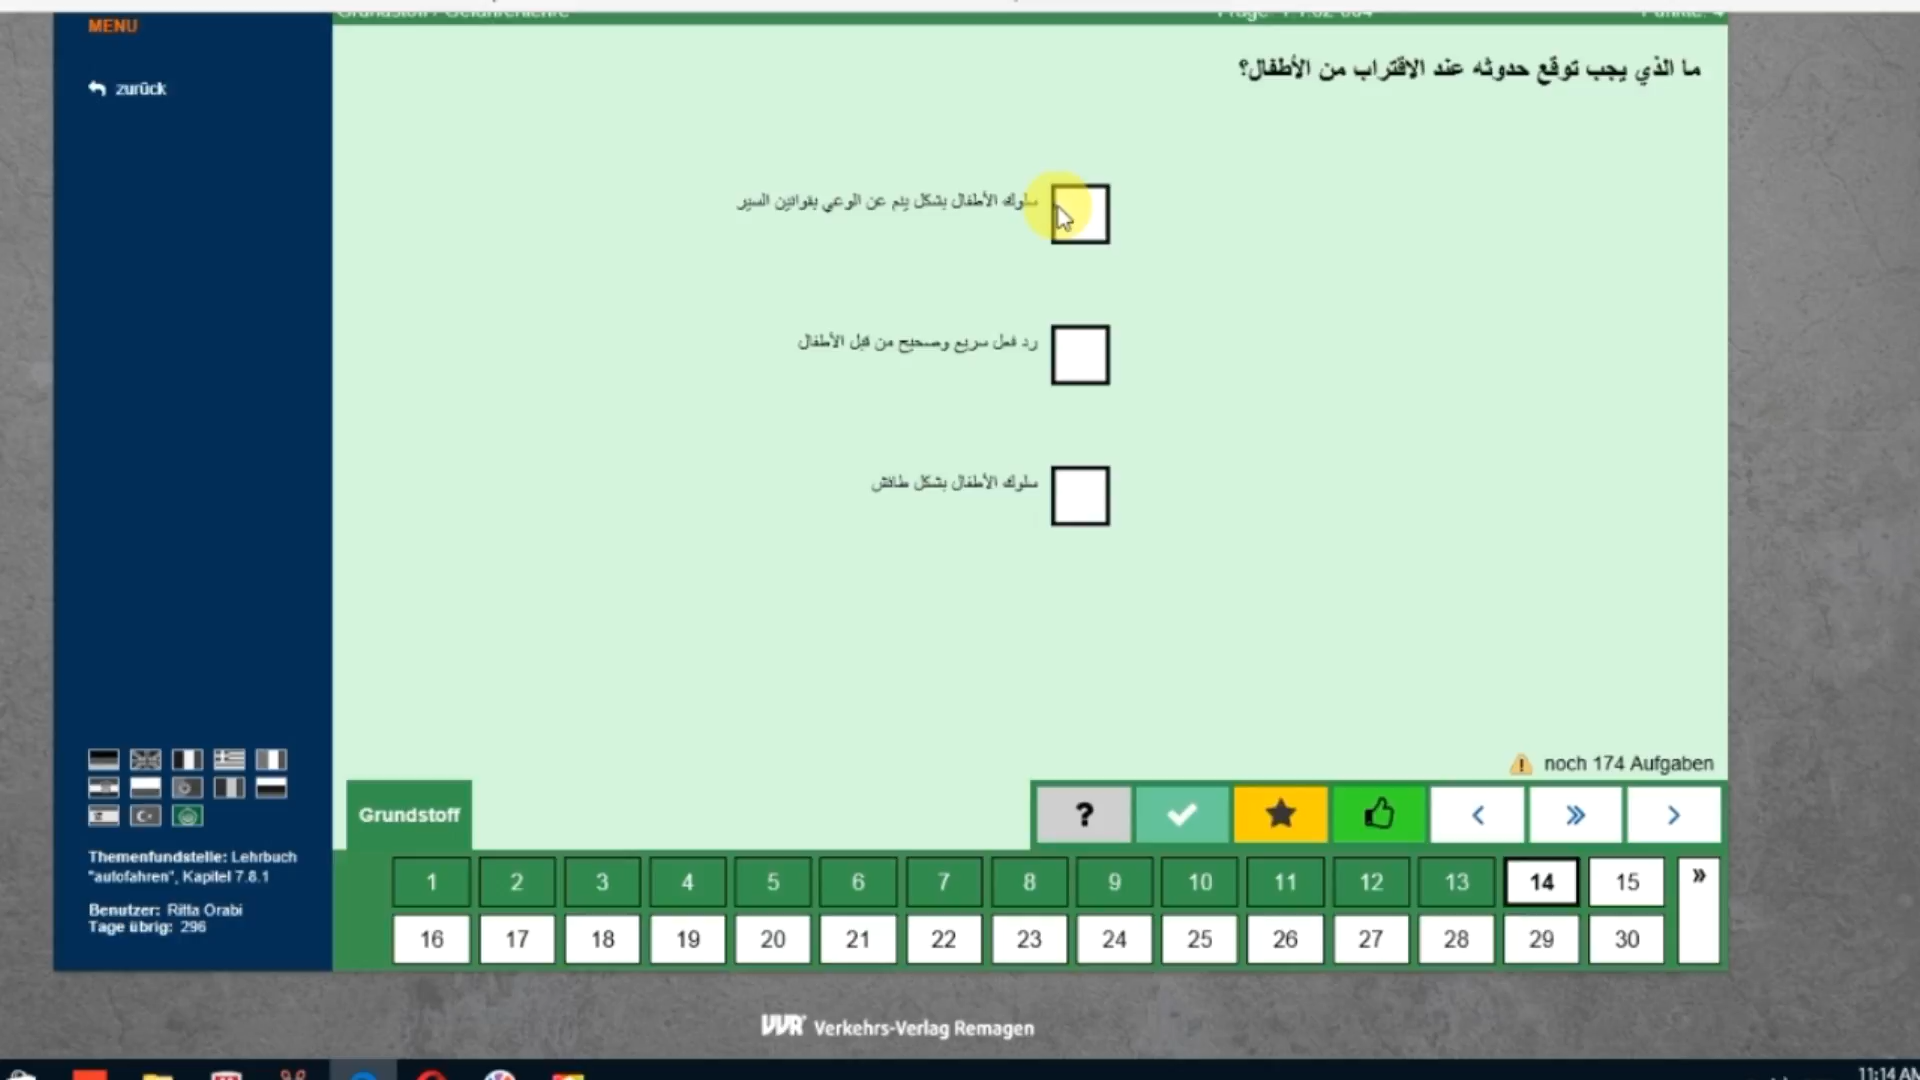 MENU
zurück
ما الذي يجب توقع حدوثه عند الاقتراب من الأطفال؟
سلوك الأطفال بشكل ينم عن الوعي بقوانين السير
رد فعل سريع وصحيح من قبل الأطفال
سلوك الأطفال بشكل طائش
noch 174 Aufgaben
Grundstoff
?
1 2 3 4 5 6 7 8 9 10 11 12 13 14 15
16 17 18 19 20 21 22 23 24 25 26 27 28 29 30
Themenfundstelle: Lehrbuch
"autofahren", Kapitel 7.8.1
Benutzer: Ritta Orabi
Tage übrig: 296
VVR Verkehrs-Verlag Remagen
11:14 AM